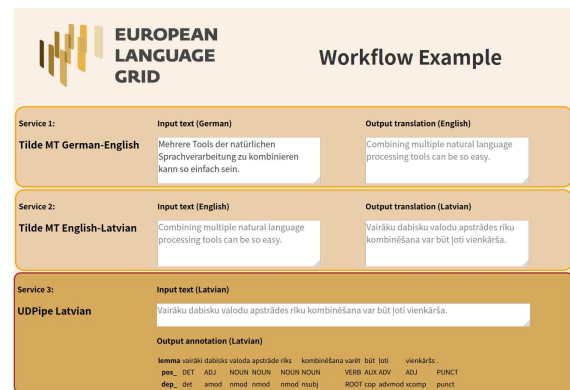 EUROPEAN
LANGUAGE
GRID
Workflow Example
Service 1:
Input text (German)
Output translation (English)
Tilde MT German-English
Mehrere Tools der natürlichen
Sprachverarbeitung zu kombinieren
kann so einfach sein.
Combining multiple natural language
processing tools can be so easy.
Service 2:
Input text (English)
Output translation (Latvian)
Tilde MT English-Latvian
Combining multiple natural language
processing tools can be so easy.
Vairāku dabisku valodu apstrādes rīku
kombinēšana var būt ļoti vienkārša.
Service 3:
Input text (Latvian)
UDPipe Latvian
Vairāku dabisku valodu apstrādes rīku kombinēšana var būt ļoti vienkārša.
Output annotation (Latvian)
lemma vairāki dabisks valoda apstrāde rīks kombinēšana varēt būt ļoti vienkāršs .
pos_ DET ADJ NOUN NOUN NOUN NOUN VERB AUX ADV ADJ PUNCT
dep_ det amod nmod nmod nmod nsubj ROOT cop advmod xcomp punct